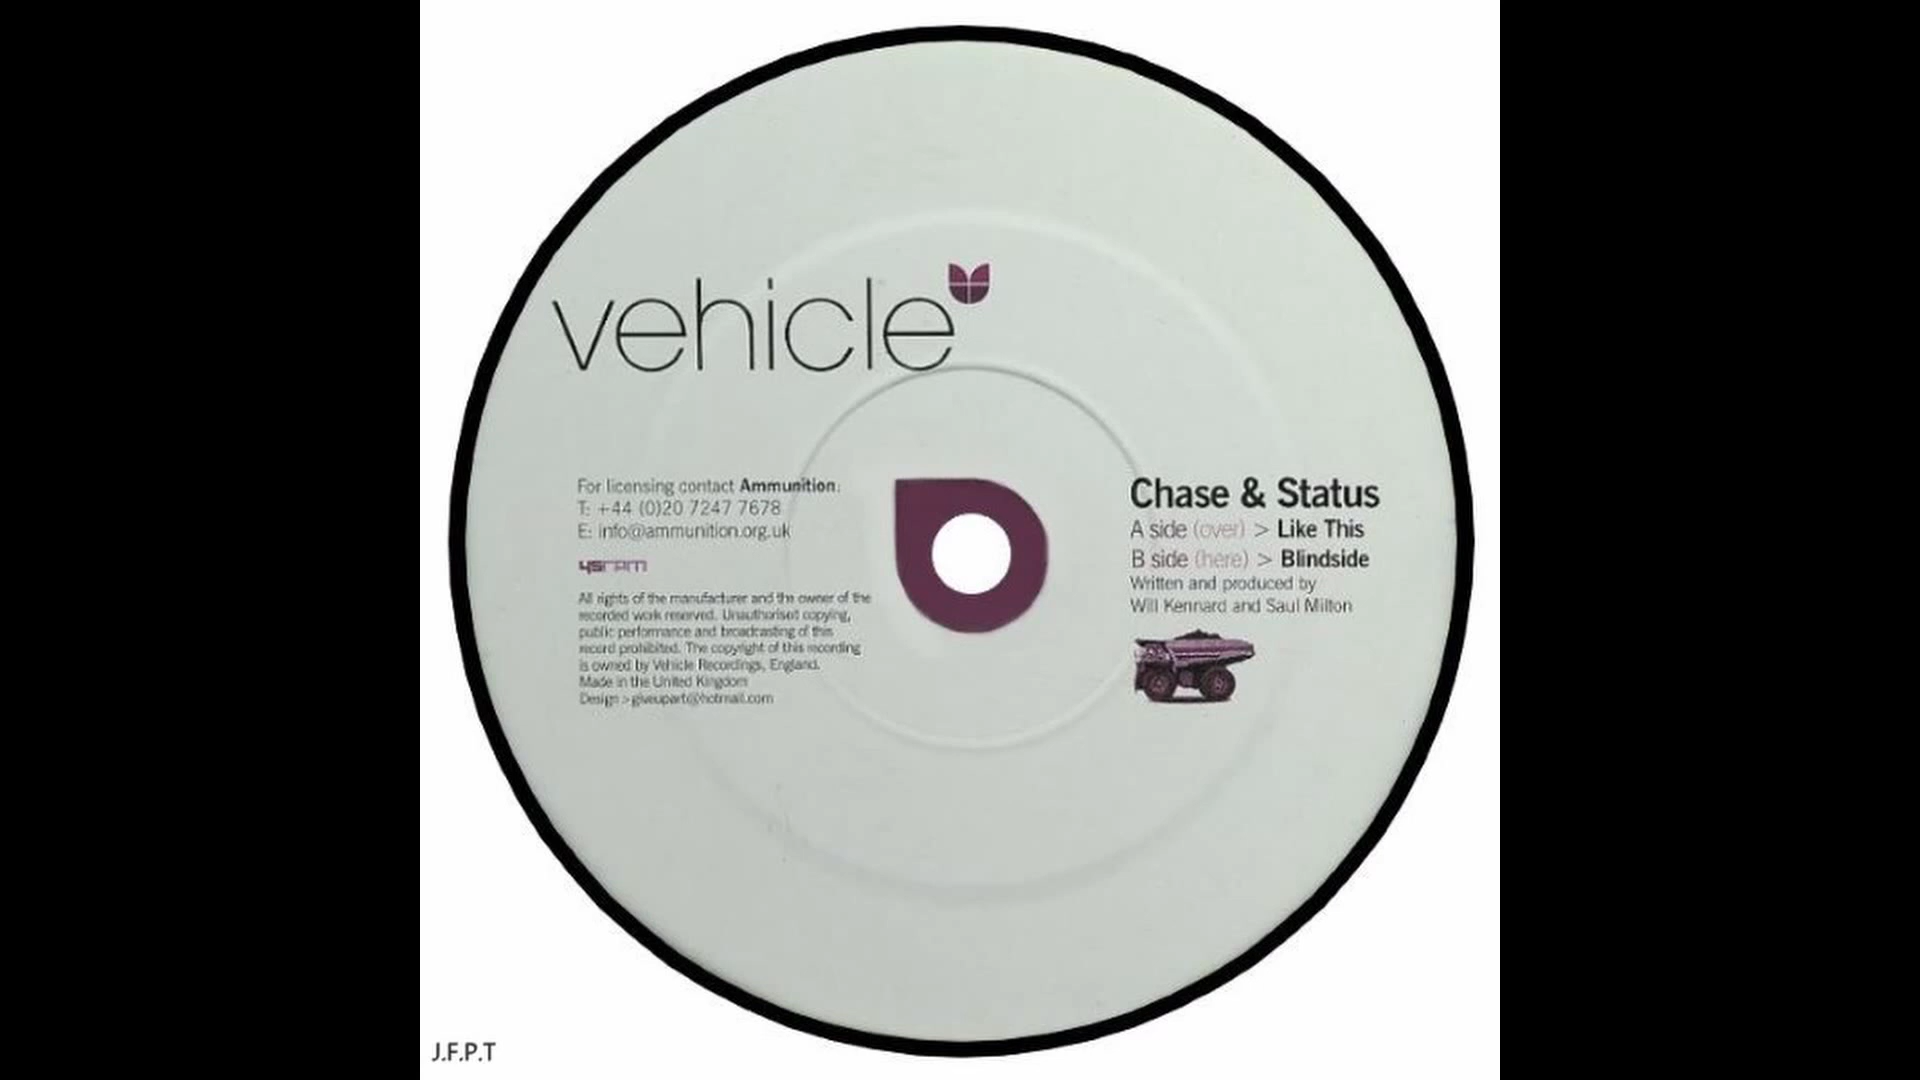 vehicle
For licensing contact Ammunition:
T: +44 (0)20 7247 7678
E: info@ammunition.org.uk
45rpm
All rights of the manufacturer and the owner of the
recorded work reserved. Unauthorised copying,
public performance and broadcasting of this
record prohibited. The copyright of this recording
is owned by Vehicle Recordings, England.
Made in the United Kingdom
Design > giveupart@hotmail.com
Chase & Status
A side (over) > Like This
B side (here) > Blindside
Written and produced by
Will Kennard and Saul Milton
J.F.P.T